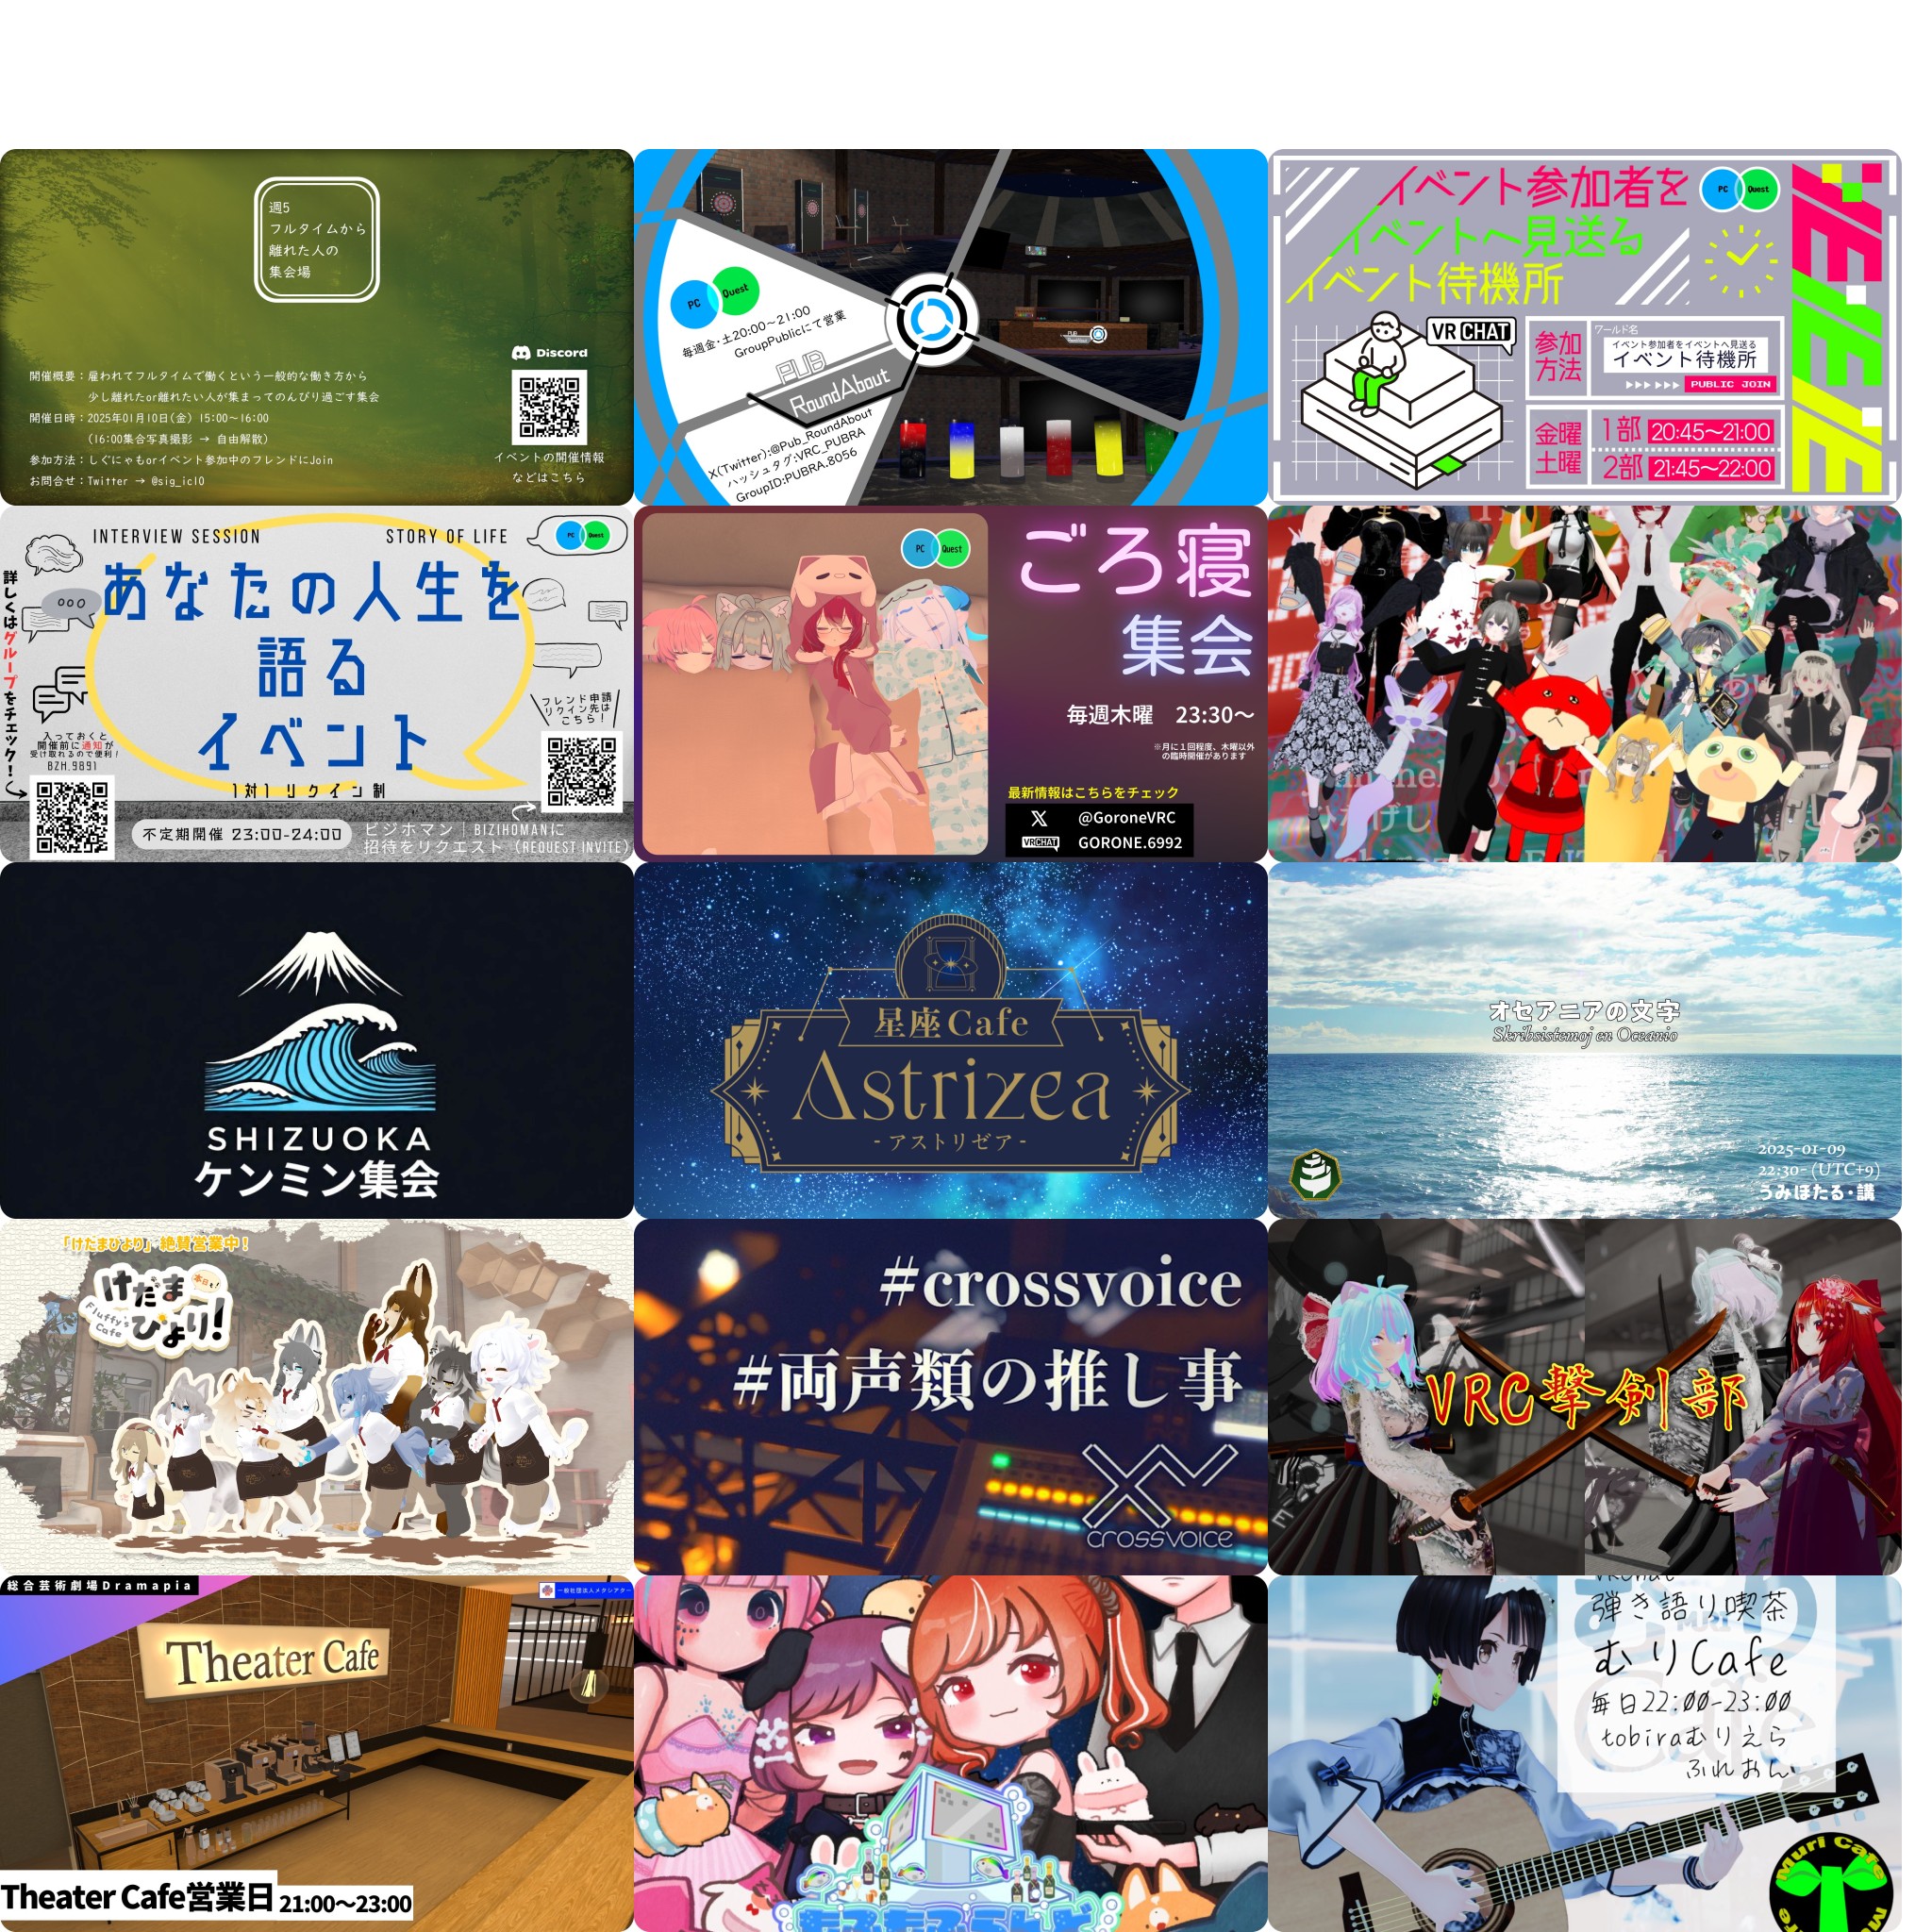 週5
フルタイムから
離れた人の
集会場
開催概要：雇われてフルタイムで働くという一般的な働き方から
少し離れたor離れたい人が集まってのんびり過ごす集会
開催日時：2025年01月10日(金) 15:00〜16:00
(16:00集合写真撮影 → 自由解散)
参加方法：しぐにゃもorイベント参加中のフレンドにJoin
お問合せ：Twitter → @sig_ic10
Discord
イベントの開催情報
などはこちら
PC Quest
毎週金・土20:00〜21:00
GroupPublicにて営業
PUB
RoundAbout
X(Twitter):@Pub_RoundAbout
ハッシュタグ:VRC_PUBRA
GroupID:PUBRA.8056
イベント参加者を
イベントへ見送る
イベント待機所
PC Quest
VRCHAT
参加
方法
ワールド名
イベント参加者をイベントへ見送る
イベント待機所
PUBLIC JOIN
金曜
土曜
1部 20:45〜21:00
2部 21:45〜22:00
INTERVIEW SESSION
STORY OF LIFE
PC Quest
あなたの人生を
語る
イベント
1対1リクイン制
詳しくはグループをチェック！
入っておくと
開催前に通知が
受け取れるので便利！
BZH.9891
フレンド申請
リクイン先は
こちら！
不定期開催 23:00-24:00
ビジホマン｜BIZIHOMANに
招待をリクエスト（REQUEST INVITE）
PC Quest
ごろ寝
集会
毎週木曜 23:30〜
※月に１回程度、木曜以外
の臨時開催があります
最新情報はこちらをチェック
X @GoroneVRC
VRCHAT GORONE.6992
SHIZUOKA
ケンミン集会
星座Cafe
Astrizea
- アストリゼア -
オセアニアの文字
Skribsistemoj en Oceanio
2025-01-09
22:30- (UTC+9)
うみほたる・講
「けだまびより」絶賛営業中！
けだま
びより！
本日も！
Fluffy's
Cafe
#crossvoice
#両声類の推し事
crossvoice
VRC撃剣部
総合芸術劇場Dramapia
一般社団法人メタシアター
Theater Cafe
Theater Cafe営業日 21:00〜23:00
VRChat
弾き語り喫茶
むりCafe
毎日22:00-23:00
tobiraむりえら
ふれおん
Muri Cafe